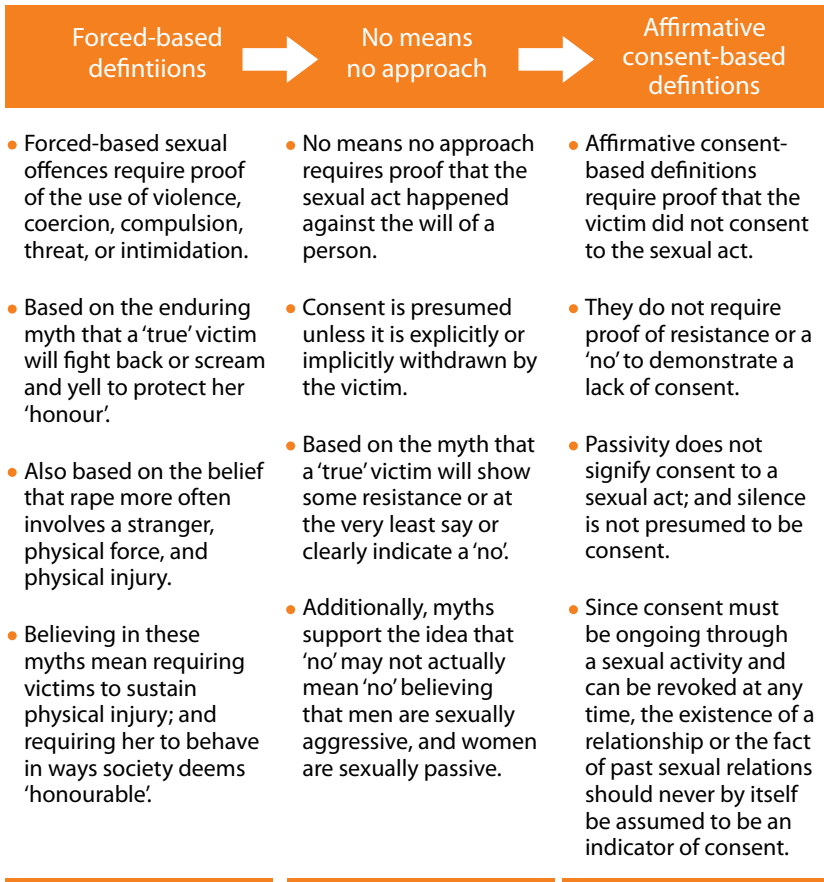 Forced-based
defintiions
No means
no approach
Affirmative
consent-based
defintions
• Forced-based sexual
offences require proof
of the use of violence,
coercion, compulsion,
threat, or intimidation.
• Based on the enduring
myth that a ‘true’ victim
will fight back or scream
and yell to protect her
‘honour’.
• Also based on the belief
that rape more often
involves a stranger,
physical force, and
physical injury.
• Believing in these
myths mean requiring
victims to sustain
physical injury; and
requiring her to behave
in ways society deems
‘honourable’.
• No means no approach
requires proof that the
sexual act happened
against the will of a
person.
• Consent is presumed
unless it is explicitly or
implicitly withdrawn by
the victim.
• Based on the myth that
a ‘true’ victim will show
some resistance or at
the very least say or
clearly indicate a ‘no’.
• Additionally, myths
support the idea that
‘no’ may not actually
mean ‘no’ believing
that men are sexually
aggressive, and women
are sexually passive.
• Affirmative consent-
based definitions
require proof that the
victim did not consent
to the sexual act.
• They do not require
proof of resistance or a
‘no’ to demonstrate a
lack of consent.
• Passivity does not
signify consent to a
sexual act; and silence
is not presumed to be
consent.
• Since consent must
be ongoing through
a sexual activity and
can be revoked at any
time, the existence of a
relationship or the fact
of past sexual relations
should never by itself
be assumed to be an
indicator of consent.